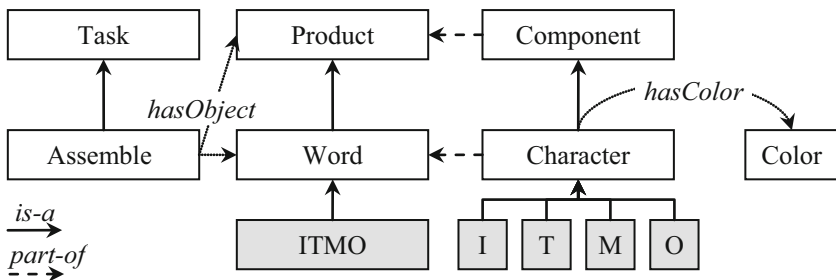 Task Product Component
hasObject hasColor
Assemble Word Character Color
is-a
ITMO I T M O
part-of